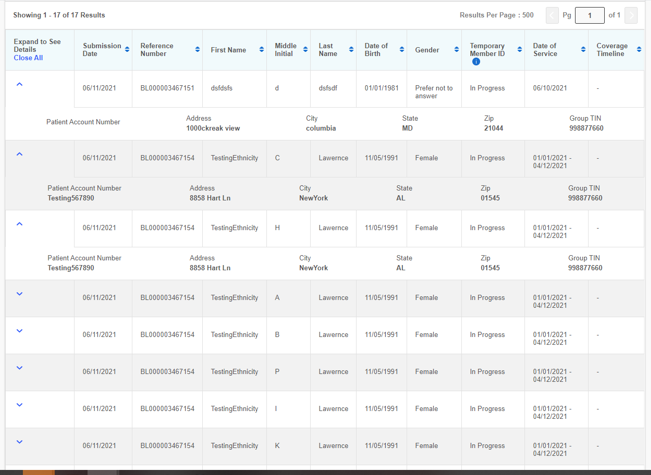 Showing 1 - 17 of 17 Results Results Per Page : 500 Pg 1 of 1
Expand to See Details Close All Submission Date Reference Number First Name Middle Initial Last Name Date of Birth Gender Temporary Member ID Date of Service Coverage Timeline
06/11/2021 BL000003467151 dsfdsfs d dsfsdf 01/01/1981 Prefer not to answer In Progress 06/10/2021 -
Patient Account Number Address City State Zip Group TIN
1000ckreak view columbia MD 21044 998877660
06/11/2021 BL000003467154 TestingEthnicity C Lawernce 11/05/1991 Female In Progress 01/01/2021 - 04/12/2021 -
Patient Account Number Address City State Zip Group TIN
Testing567890 8858 Hart Ln NewYork AL 01545 998877660
06/11/2021 BL000003467154 TestingEthnicity H Lawernce 11/05/1991 Female In Progress 01/01/2021 - 04/12/2021 -
Patient Account Number Address City State Zip Group TIN
Testing567890 8858 Hart Ln NewYork AL 01545 998877660
06/11/2021 BL000003467154 TestingEthnicity A Lawernce 11/05/1991 Female In Progress 01/01/2021 - 04/12/2021 -
06/11/2021 BL000003467154 TestingEthnicity B Lawernce 11/05/1991 Female In Progress 01/01/2021 - 04/12/2021 -
06/11/2021 BL000003467154 TestingEthnicity P Lawernce 11/05/1991 Female In Progress 01/01/2021 - 04/12/2021 -
06/11/2021 BL000003467154 TestingEthnicity I Lawernce 11/05/1991 Female In Progress 01/01/2021 - 04/12/2021 -
06/11/2021 BL000003467154 TestingEthnicity K Lawernce 11/05/1991 Female In Progress 01/01/2021 - 04/12/2021 -